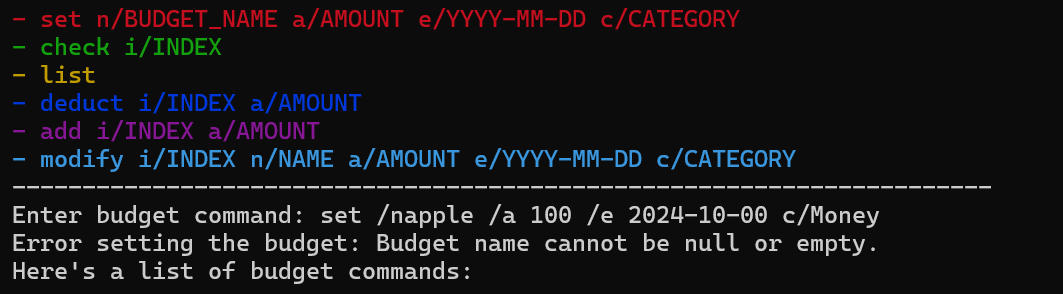 - set n/BUDGET_NAME a/AMOUNT e/YYYY-MM-DD c/CATEGORY
- check i/INDEX
- list
- deduct i/INDEX a/AMOUNT
- add i/INDEX a/AMOUNT
- modify i/INDEX n/NAME a/AMOUNT e/YYYY-MM-DD c/CATEGORY
----------------------------------------------------------------------
Enter budget command: set /napple /a 100 /e 2024-10-00 c/Money
Error setting the budget: Budget name cannot be null or empty.
Here's a list of budget commands: